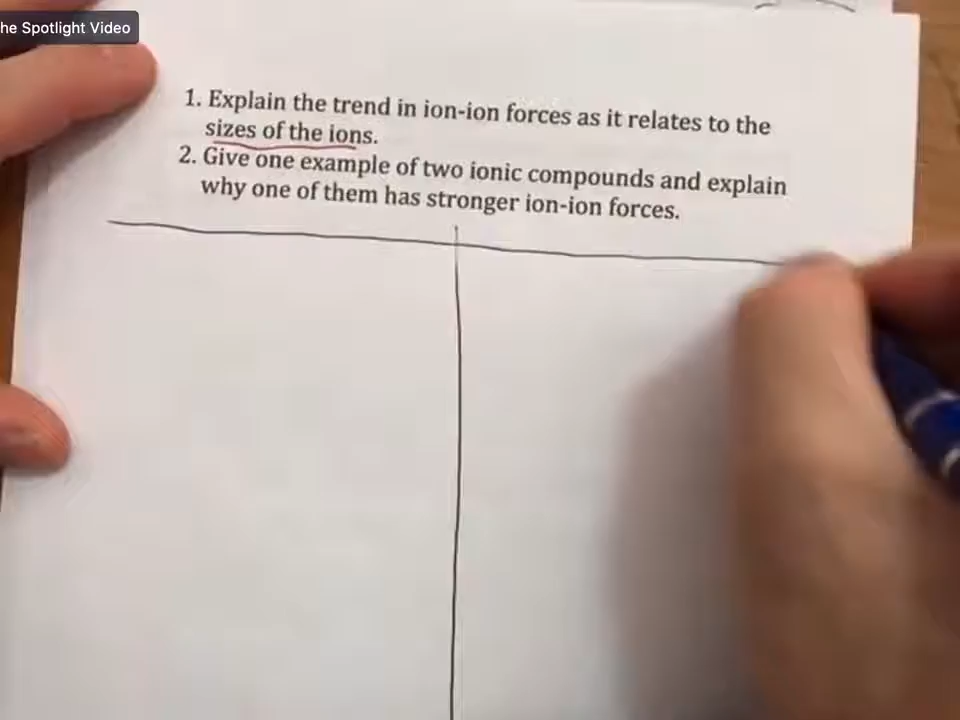 he Spotlight Video
1. Explain the trend in ion-ion forces as it relates to the
sizes of the ions.
2. Give one example of two ionic compounds and explain
why one of them has stronger ion-ion forces.